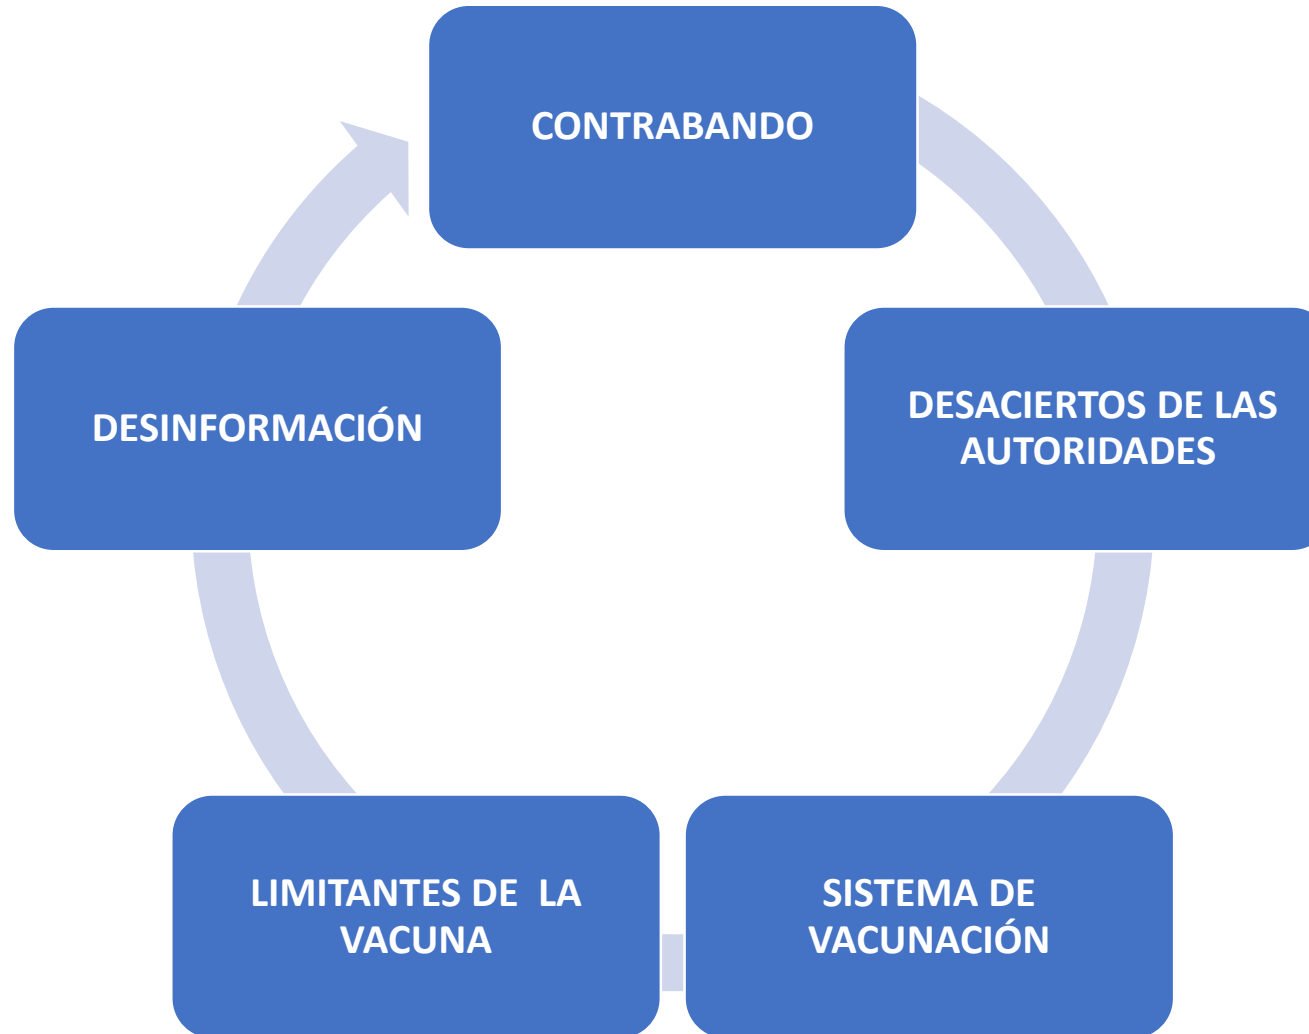 CONTRABANDO
DESACIERTOS DE LAS
AUTORIDADES
SISTEMA DE
VACUNACIÓN
LIMITANTES DE  LA
VACUNA
DESINFORMACIÓN